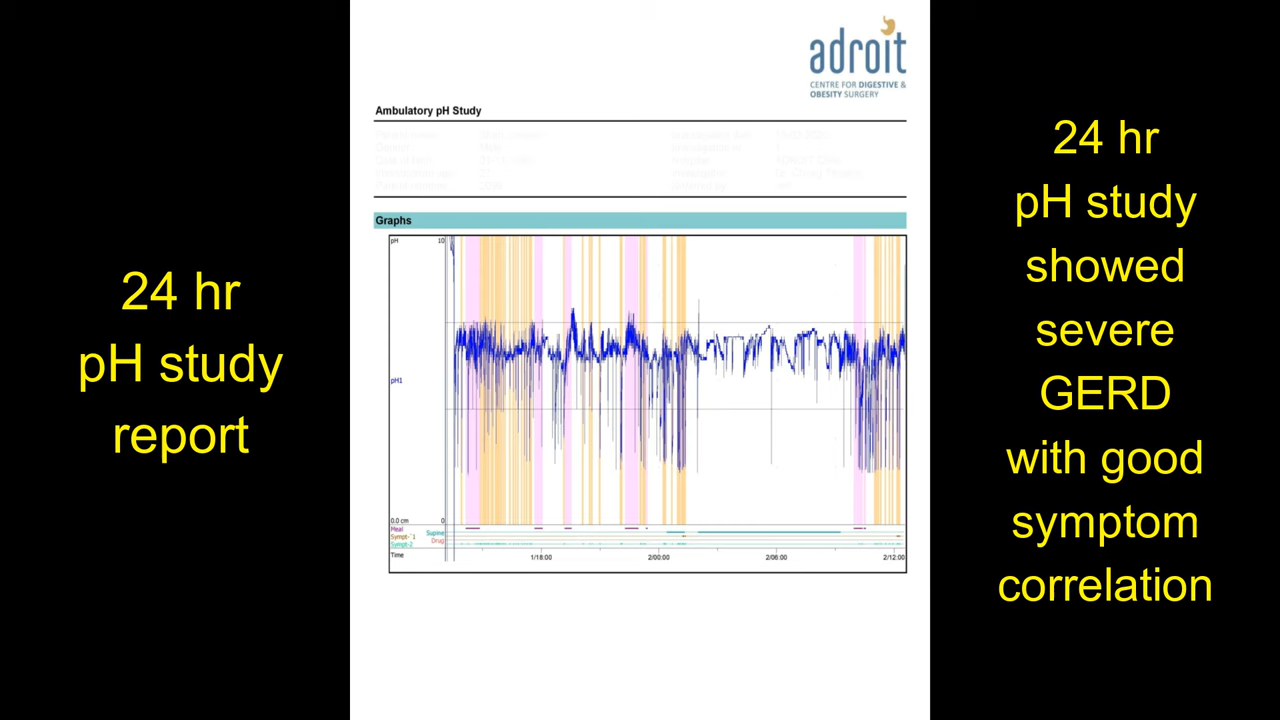 24 hr
pH study
report
adroit
CENTRE FOR DIGESTIVE &
OBESITY SURGERY
Ambulatory pH Study
Graphs
pH
10
pH1
0.0 cm
0
Meal
Supine
Sympt-`1
Drug
Sympt-2
Time
1/18:00
2/00:00
2/06:00
2/12:00
24 hr
pH study
showed
severe
GERD
with good
symptom
correlation